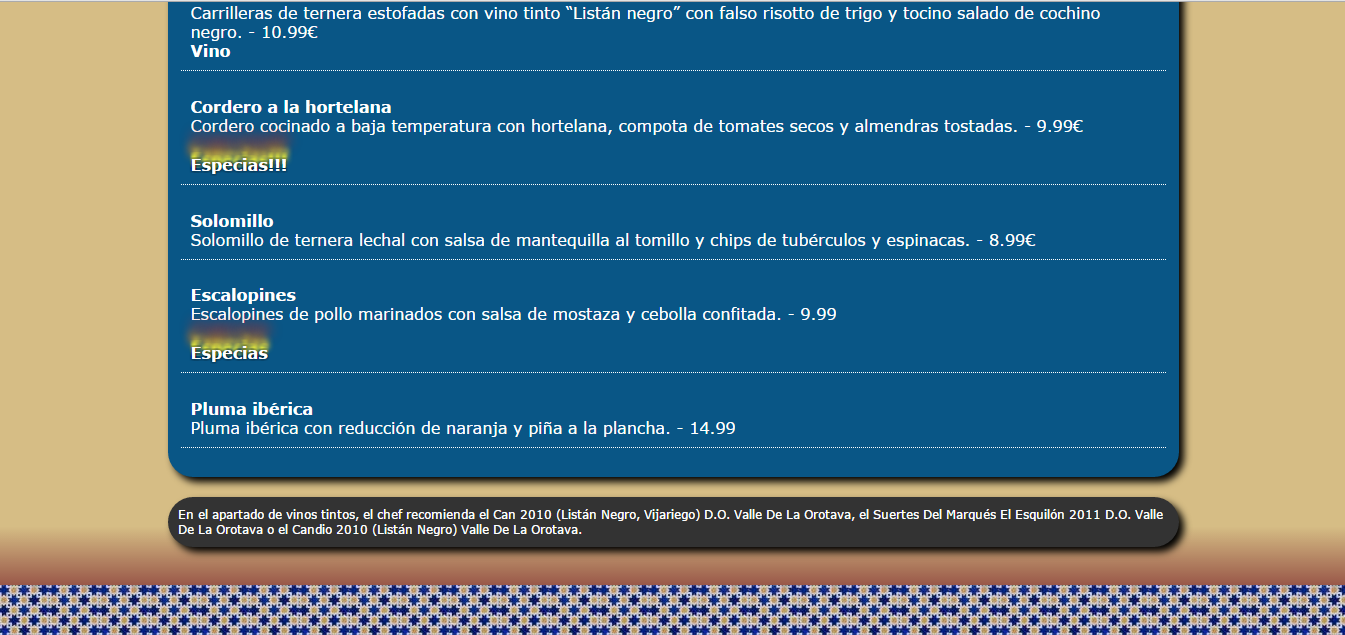 Carrilleras de ternera estofadas con vino tinto “Listán negro” con falso risotto de trigo y tocino salado de cochino
negro. - 10.99€
Vino
Cordero a la hortelana
Cordero cocinado a baja temperatura con hortelana, compota de tomates secos y almendras tostadas. - 9.99€
Especias!!!
Solomillo
Solomillo de ternera lechal con salsa de mantequilla al tomillo y chips de tubérculos y espinacas. - 8.99€
Escalopines
Escalopines de pollo marinados con salsa de mostaza y cebolla confitada. - 9.99
Especias
Pluma ibérica
Pluma ibérica con reducción de naranja y piña a la plancha. - 14.99
En el apartado de vinos tintos, el chef recomienda el Can 2010 (Listán Negro, Vijariego) D.O. Valle De La Orotava, el Suertes Del Marqués El Esquilón 2011 D.O. Valle
De La Orotava o el Candio 2010 (Listán Negro) Valle De La Orotava.